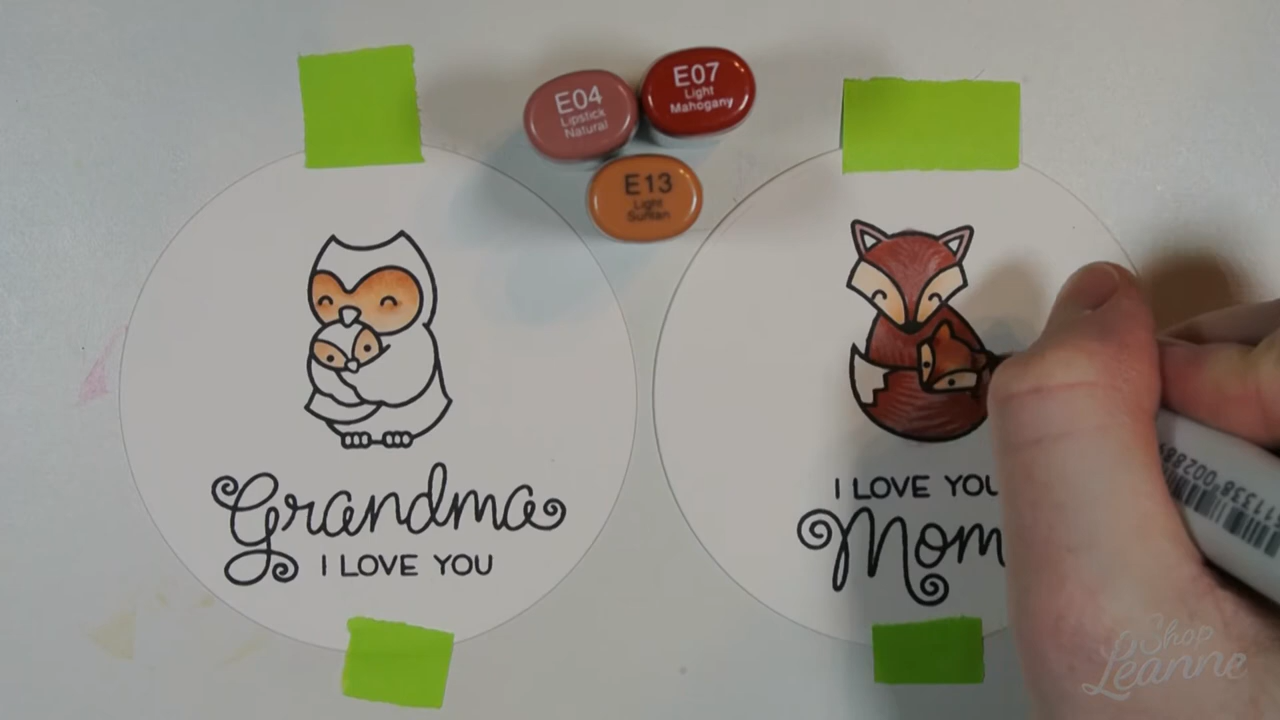 E04
Lipstick
Natural
E07
Light
Mahogany
E13
Light
Suntan
Grandma
I LOVE YOU
I LOVE YOU
Mom
Shop
Leanne